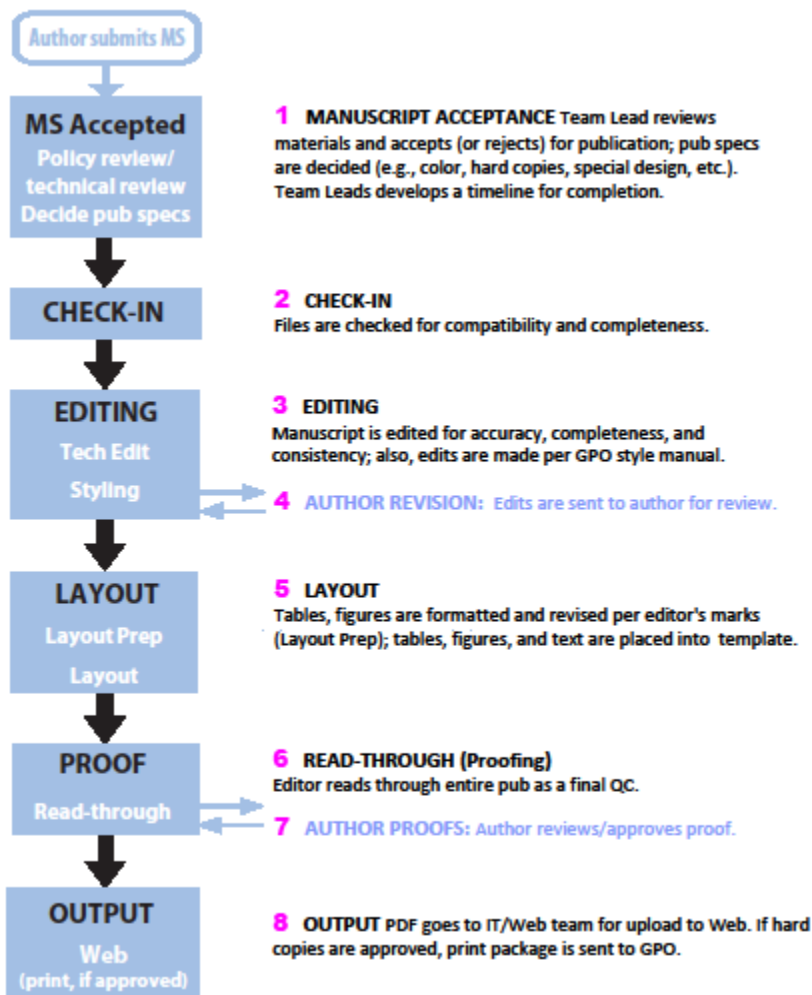 Author submits MS
MS Accepted
Policy review/
technical review
Decide pub specs
1 MANUSCRIPT ACCEPTANCE Team Lead reviews
materials and accepts (or rejects) for publication; pub specs
are decided (e.g., color, hard copies, special design, etc.).
Team Leads develops a timeline for completion.
CHECK-IN
2 CHECK-IN
Files are checked for compatibility and completeness.
EDITING
Tech Edit
Styling
3 EDITING
Manuscript is edited for accuracy, completeness, and
consistency; also, edits are made per GPO style manual.
4 AUTHOR REVISION: Edits are sent to author for review.
LAYOUT
Layout Prep
Layout
5 LAYOUT
Tables, figures are formatted and revised per editor's marks
(Layout Prep); tables, figures, and text are placed into template.
PROOF
Read-through
6 READ-THROUGH (Proofing)
Editor reads through entire pub as a final QC.
7 AUTHOR PROOFS: Author reviews/approves proof.
OUTPUT
Web
(print, if approved)
8 OUTPUT PDF goes to IT/Web team for upload to Web. If hard
copies are approved, print package is sent to GPO.